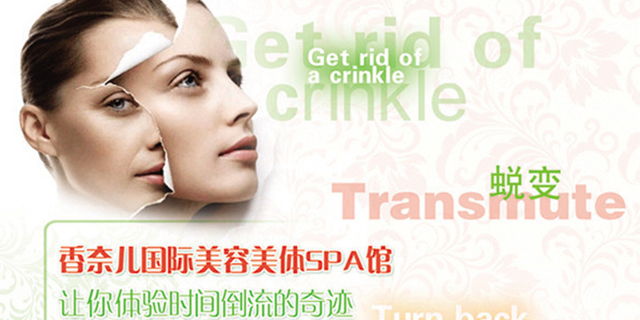 Get rid of
crinkle
Get rid of
a crinkle
蜕变
Transmute
香奈儿国际美容美体SPA馆
让你体验时间倒流的奇迹
Turn back